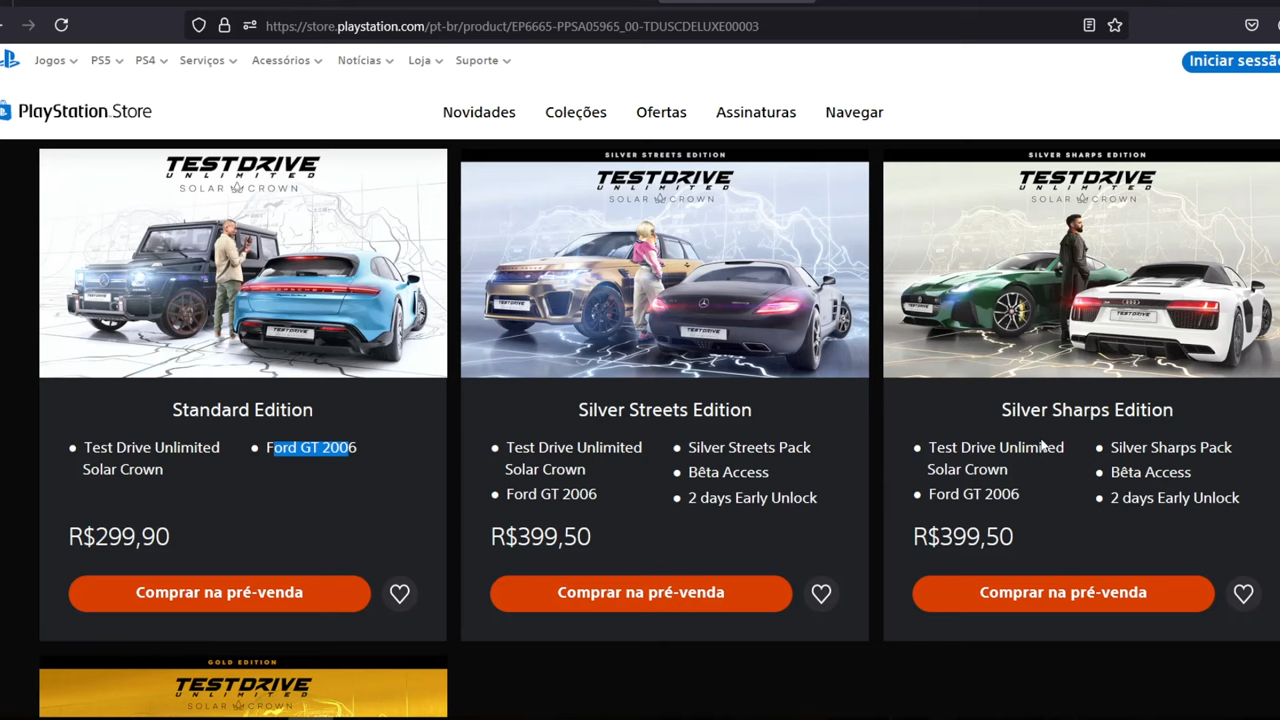 https://store.playstation.com/pt-br/product/EP6665-PPSA05965_00-TDUSCDELUXE00003
Jogos PS5 PS4 Serviços Acessórios Notícias Loja Suporte Iniciar sessã
PlayStation.Store Novidades Coleções Ofertas Assinaturas Navegar
TESTDRIVE
UNLIMITED
SOLAR CROWN
SILVER STREETS EDITION
TESTDRIVE
UNLIMITED
SOLAR CROWN
SILVER SHARPS EDITION
TESTDRIVE
UNLIMITED
SOLAR CROWN
Standard Edition
Test Drive Unlimited
Solar Crown
Ford GT 2006
R$299,90
Comprar na pré-venda
Silver Streets Edition
Test Drive Unlimited
Solar Crown
Ford GT 2006
Silver Streets Pack
Bêta Access
2 days Early Unlock
R$399,50
Comprar na pré-venda
Silver Sharps Edition
Test Drive Unlimited
Solar Crown
Ford GT 2006
Silver Sharps Pack
Bêta Access
2 days Early Unlock
R$399,50
Comprar na pré-venda
GOLD EDITION
TESTDRIVE
UNLIMITED
SOLAR CROWN